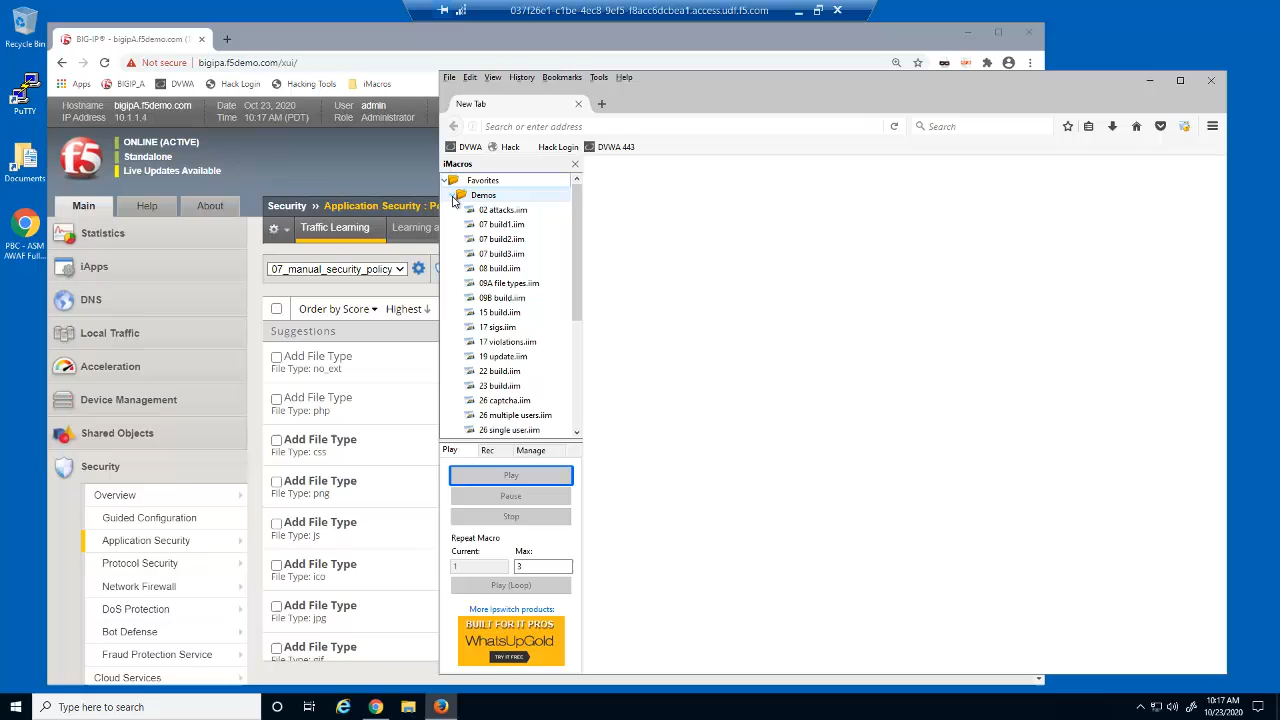 037f26e1-c1be-4ec8-9ef5-f8acc6dcbea1.access.udf.f5.com
Recycle Bin
PuTTY
Documents
PBC - ASM
AWAF Full...
BIG-IP® - bigipA.f5demo.com (1
Not secure
bigipa.f5demo.com/xui/
Apps
BIGIP_A
DVWA
Hack Login
Hacking Tools
iMacros
Hostname bigipA.f5demo.com
IP Address 10.1.1.4
Date Oct 23, 2020
Time 10:17 AM (PDT)
User admin
Role Administrator
f5
ONLINE (ACTIVE)
Standalone
Live Updates Available
Main
Help
About
Statistics
iApps
DNS
Local Traffic
Acceleration
Device Management
Shared Objects
Security
Overview
Guided Configuration
Application Security
Protocol Security
Network Firewall
DoS Protection
Bot Defense
Fraud Protection Service
Cloud Services
Security ›› Application Security : Po
Traffic Learning
Learning a
07_manual_security_policy
Order by Score
Highest
Suggestions
Add File Type
File Type: no_ext
Add File Type
File Type: php
Add File Type
File Type: css
Add File Type
File Type: png
Add File Type
File Type: js
Add File Type
File Type: ico
Add File Type
File Type: jpg
Add File Type
File Type: gif
File Edit View History Bookmarks Tools Help
New Tab
Search or enter address
Search
DVWA
Hack
Hack Login
DVWA 443
iMacros
Favorites
Demos
02 attacks.iim
07 build1.iim
07 build2.iim
07 build3.iim
08 build.iim
09A file types.iim
09B build.iim
15 build.iim
17 sigs.iim
17 violations.iim
19 update.iim
22 build.iim
23 build.iim
26 captcha.iim
26 multiple users.iim
26 single user.iim
Play
Rec
Manage
Play
Pause
Stop
Repeat Macro
Current: Max:
1 3
Play (Loop)
More Ipswitch products:
BUILT FOR IT PROS
WhatsUpGold
TRY IT FREE
Type here to search
10:17 AM
10/23/2020